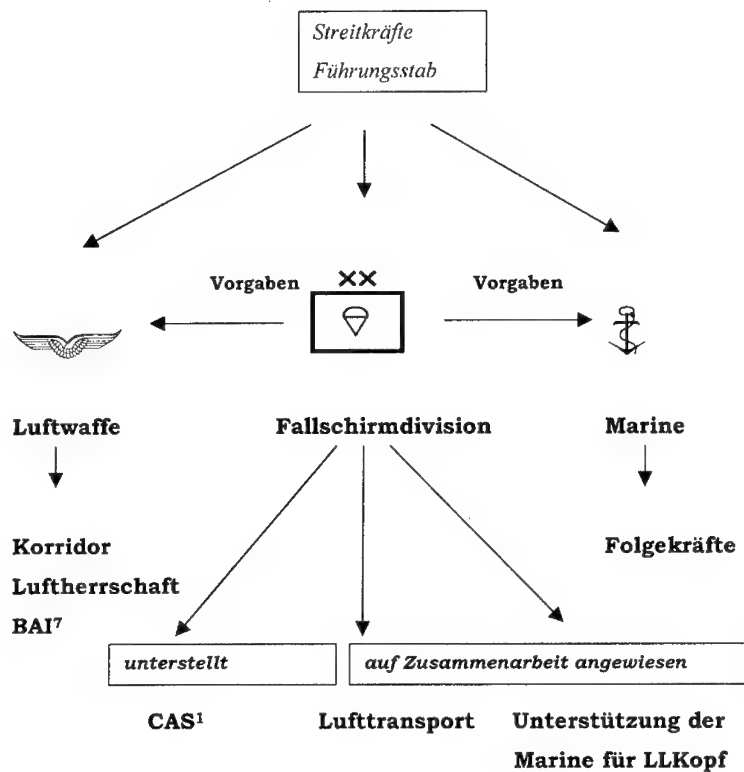 Streitkräfte
Führungsstab
Vorgaben
XX
Vorgaben
Luftwaffe
Fallschirmdivision
Marine
Korridor
Luftherrschaft
BAI⁷
Folgekräfte
unterstellt
auf Zusammenarbeit angewiesen
CAS¹
Lufttransport
Unterstützung der
Marine für LLKopf